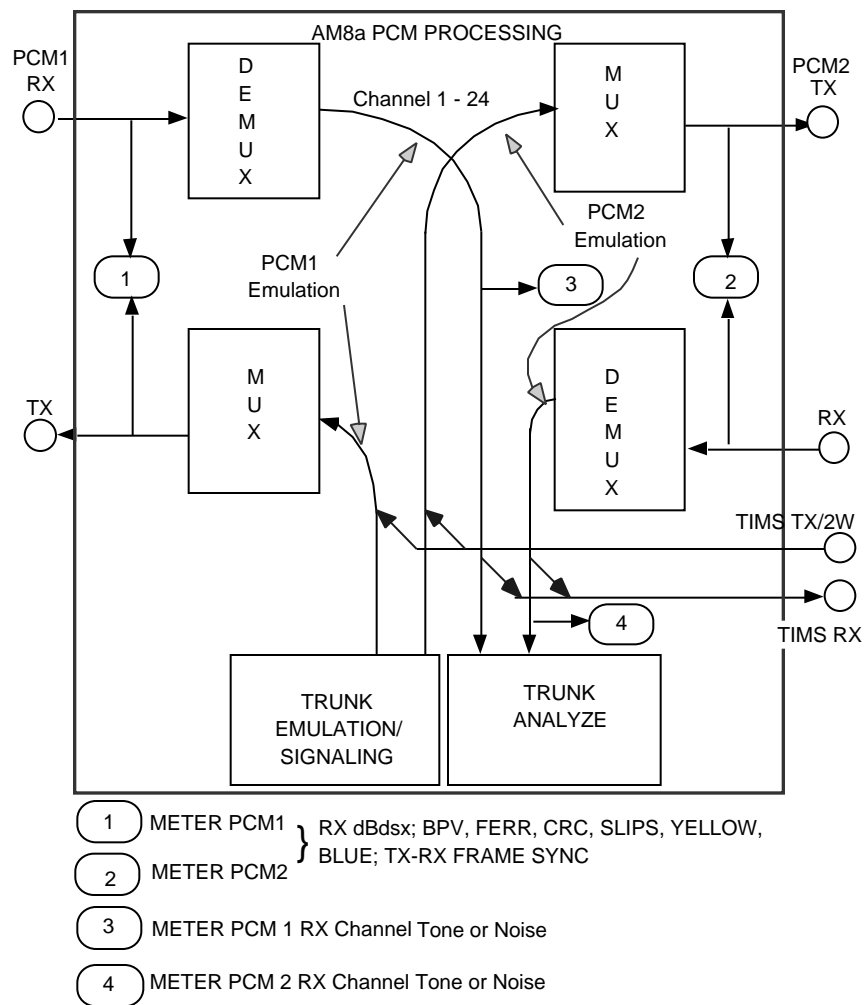 AM8a PCM PROCESSING
PCM1
RX
D
E
M
U
X
Channel 1 - 24
M
U
X
PCM2
TX
PCM2
Emulation
PCM1
Emulation
1
3
2
TX
M
U
X
D
E
M
U
X
RX
TIMS TX/2W
4
TIMS RX
TRUNK
EMULATION/
SIGNALING
TRUNK
ANALYZE
1 METER PCM1
2 METER PCM2
} RX dBdsx; BPV, FERR, CRC, SLIPS, YELLOW,
BLUE; TX-RX FRAME SYNC
3 METER PCM 1 RX Channel Tone or Noise
4 METER PCM 2 RX Channel Tone or Noise